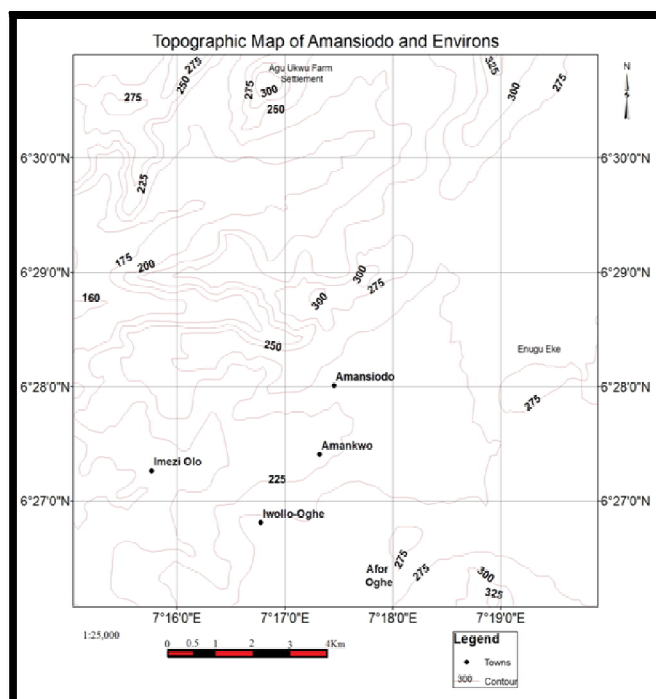 Topographic Map of Amansiodo and Environs
Agu Ukwu Farm
Settlement
N
275
250
275
275
300
250
325
300
275
6°30'0"N
6°30'0"N
225
175
200
6°29'0"N
6°29'0"N
300
275
160
300
250
Enugu Eke
Amansiodo
6°28'0"N
6°28'0"N
275
Amankwo
Imezi Olo
225
6°27'0"N
6°27'0"N
Iwollo-Oghe
275
Afor
Oghe
275
300
325
7°16'0"E
7°17'0"E
7°18'0"E
7°19'0"E
1:25,000
0 0.5 1 2 3 4Km
Legend
Towns
300 Contour